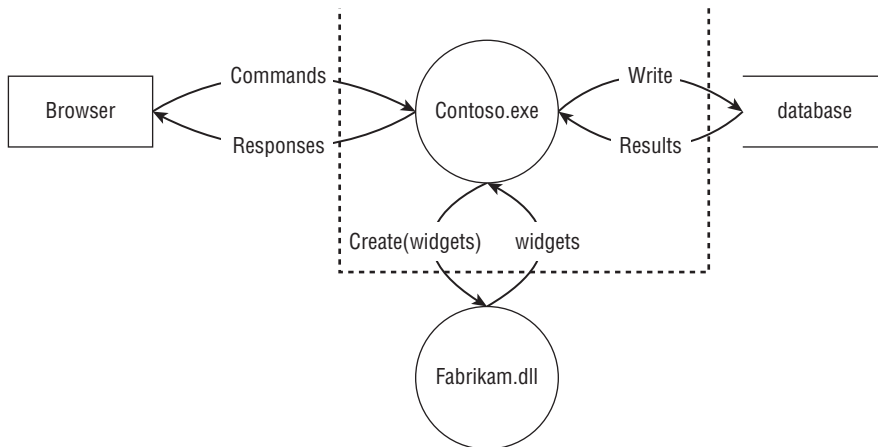 Commands
Write
Browser
Contoso.exe
database
Responses
Results
Create(widgets)
widgets
Fabrikam.dll